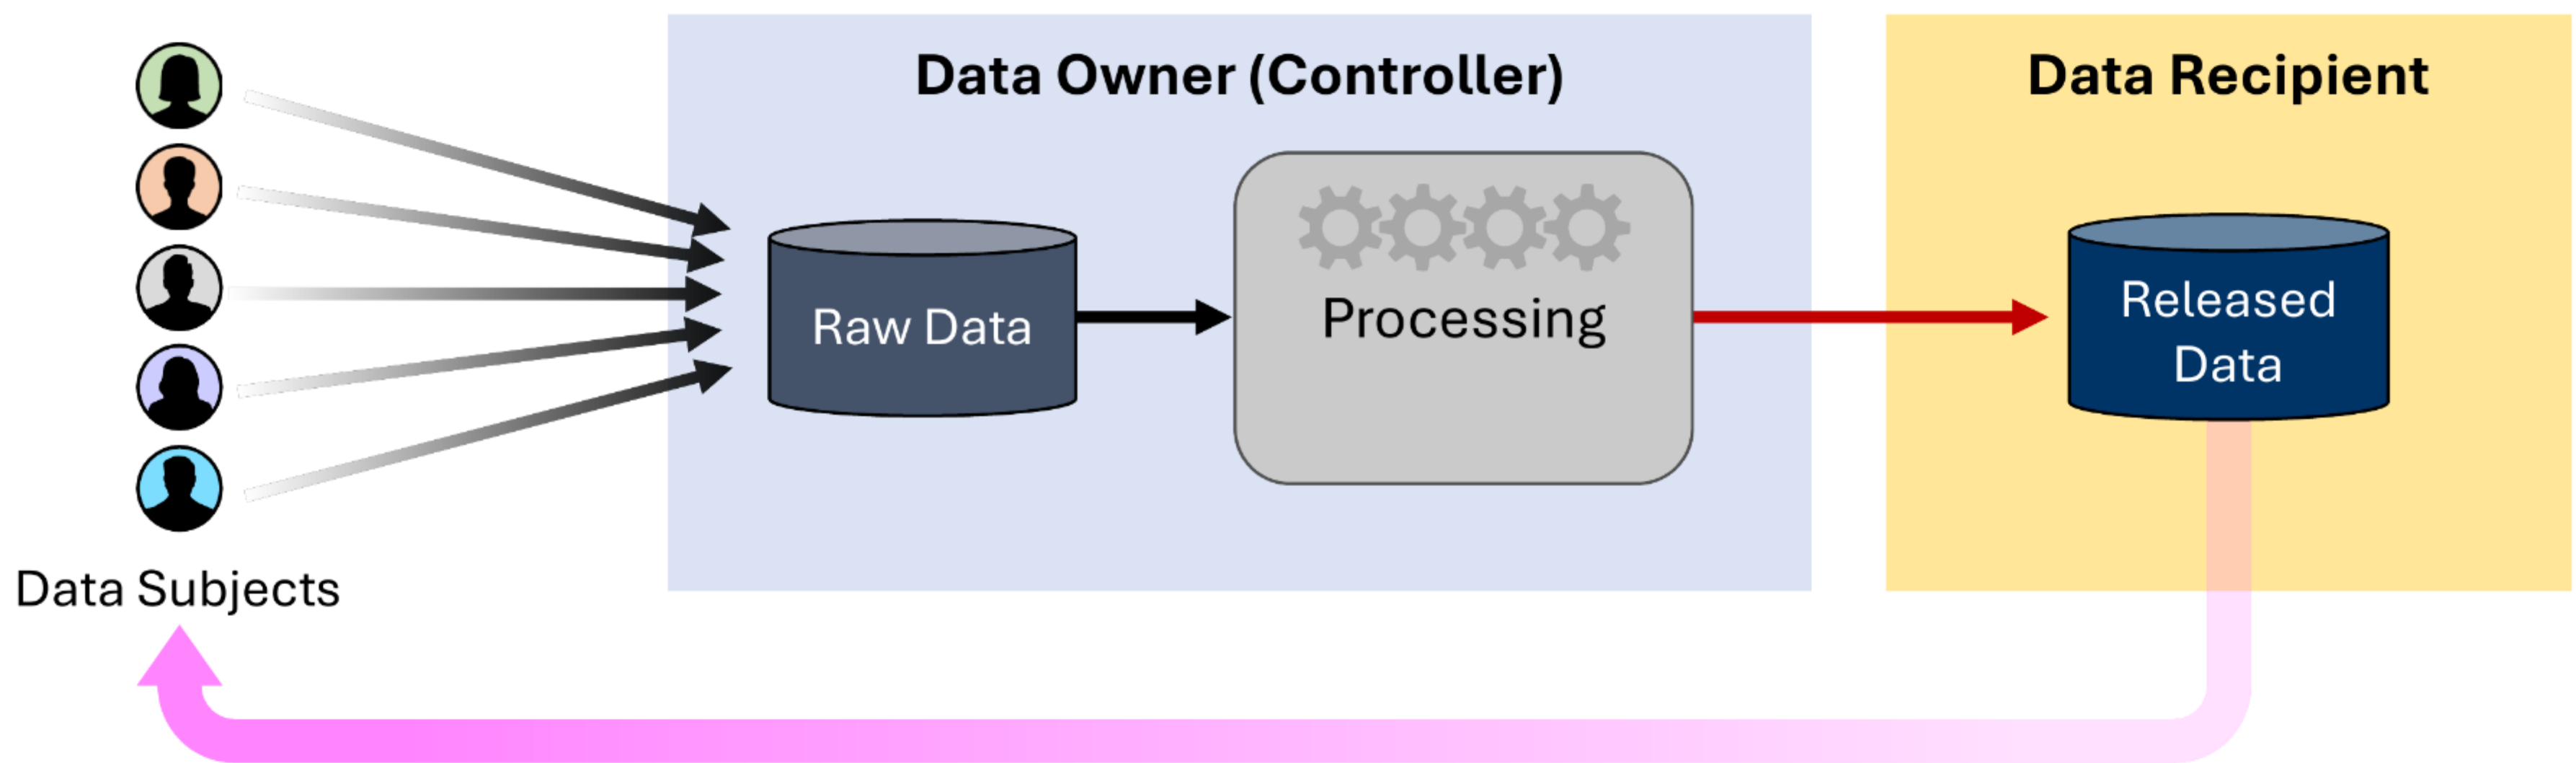 Data Owner (Controller)
Data Recipient
Raw Data
Processing
Released
Data
Data Subjects